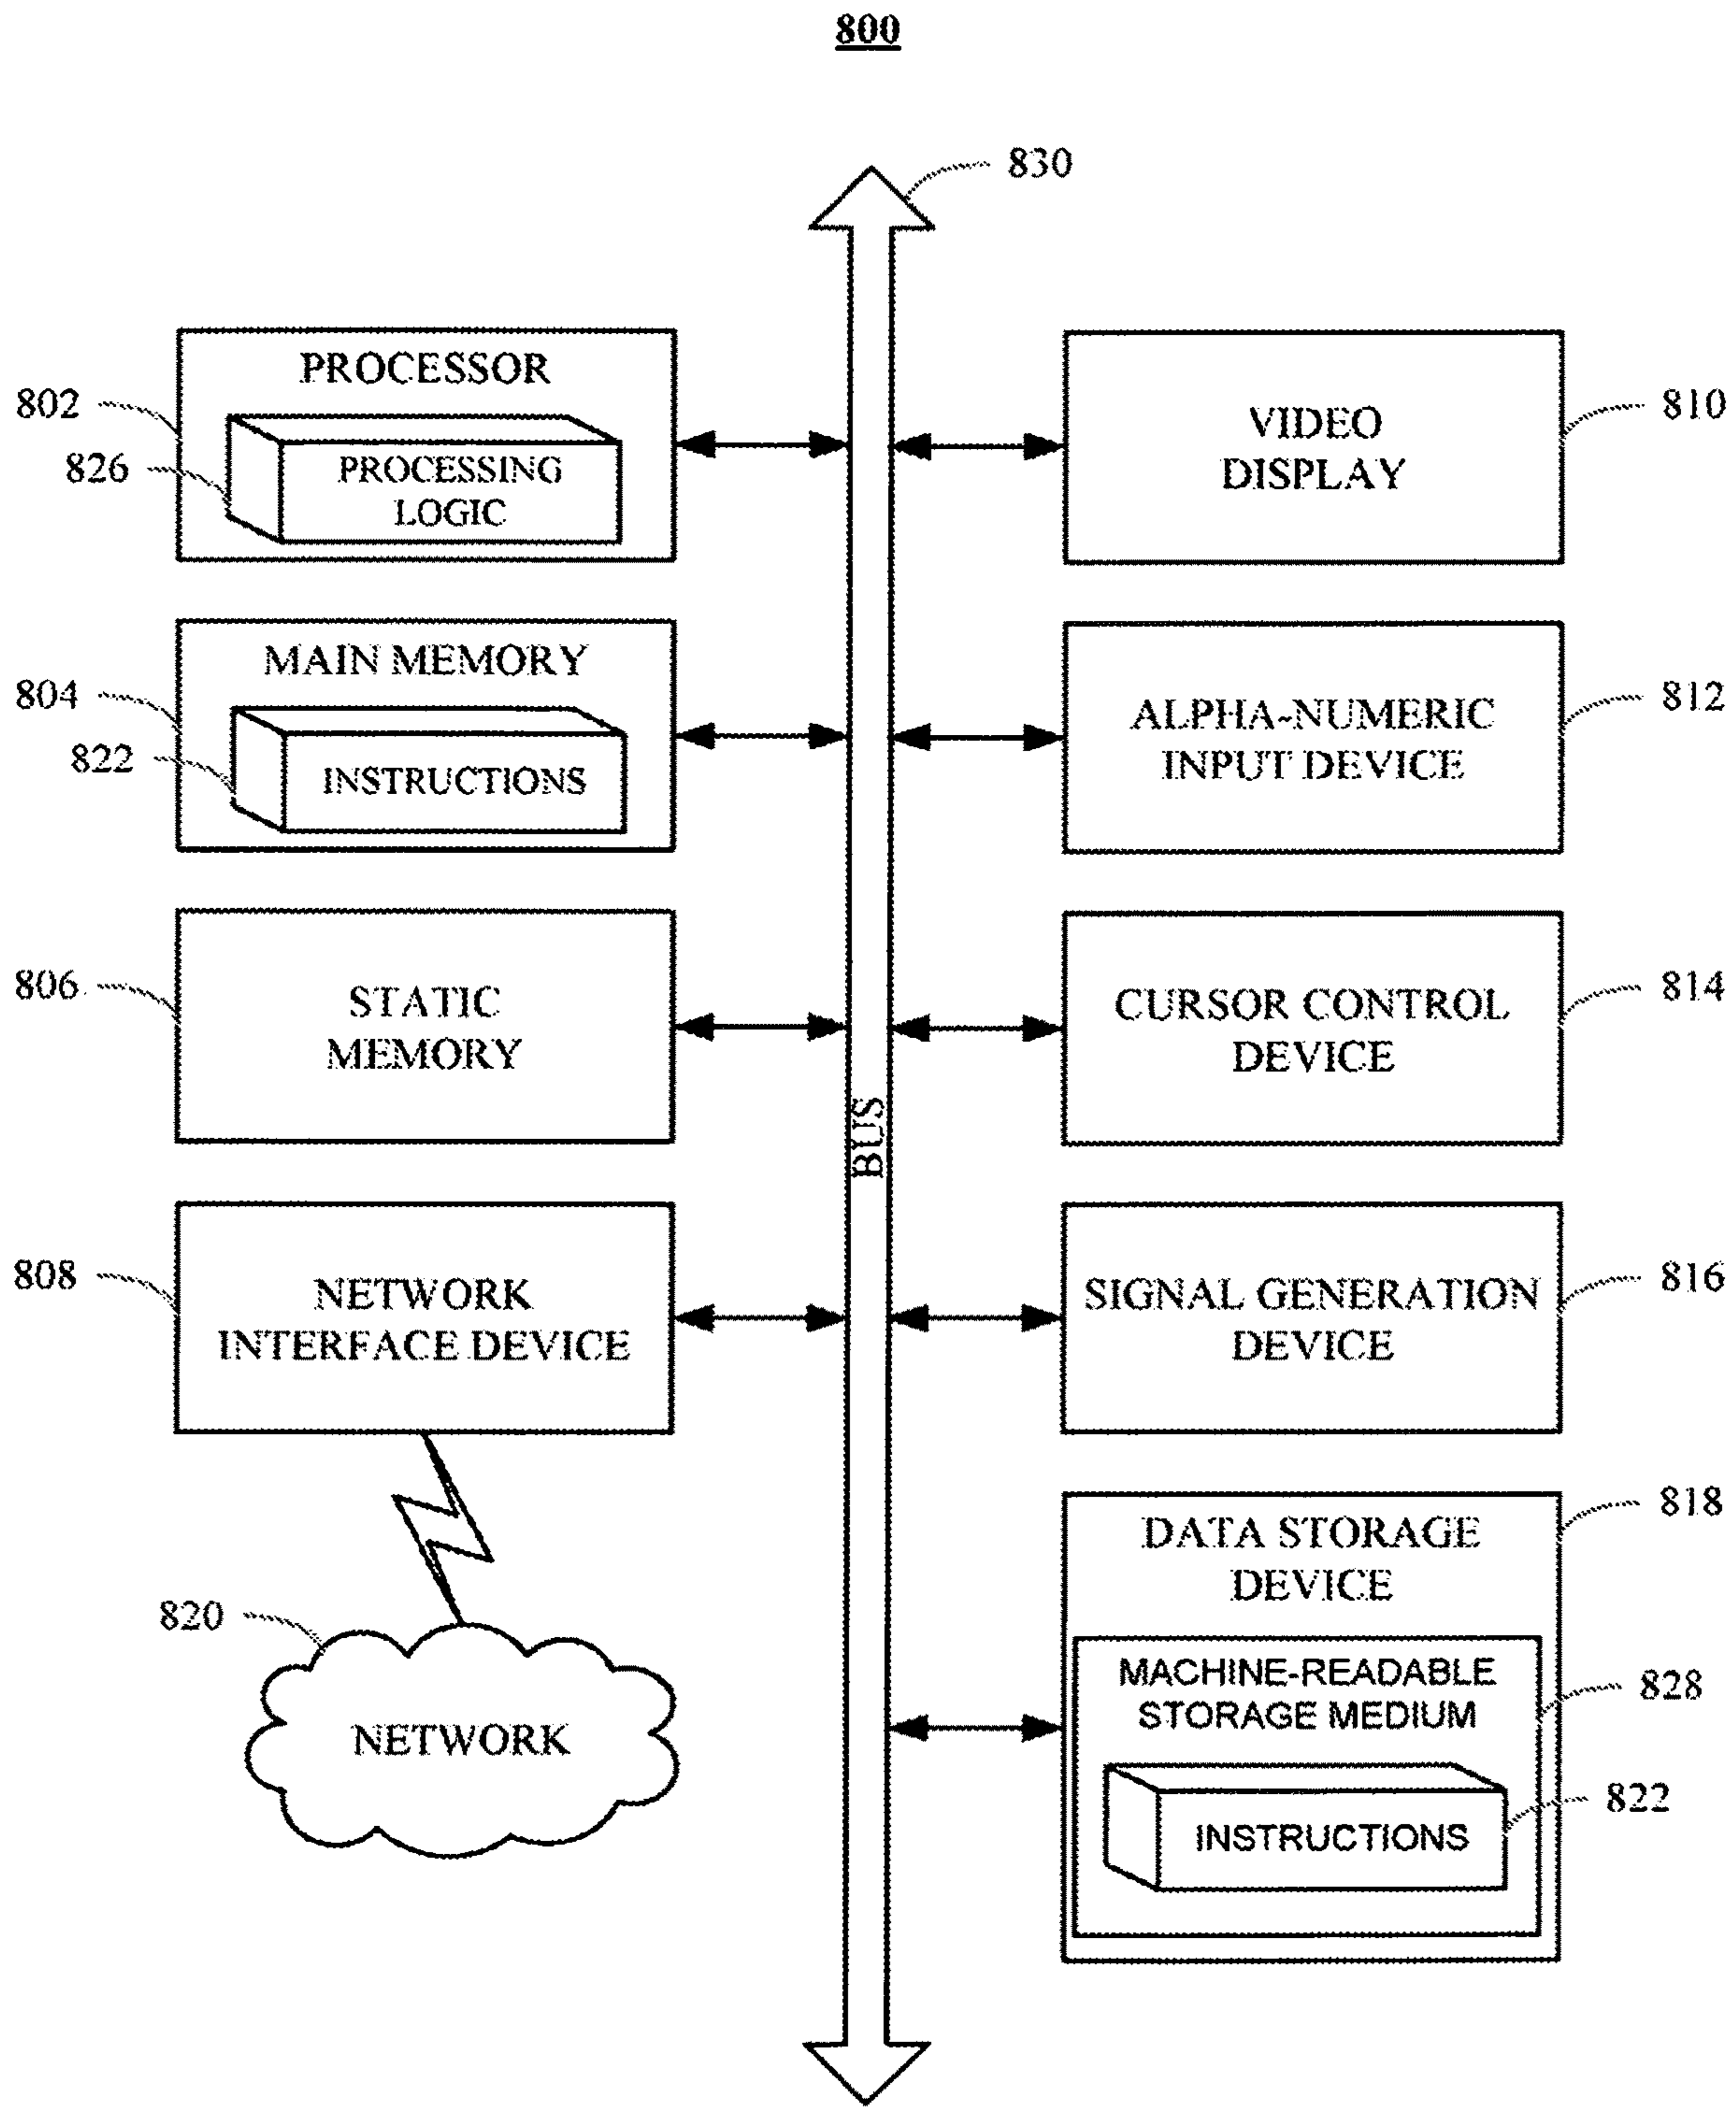 800
830
PROCESSOR
802
826
PROCESSING
LOGIC
VIDEO
DISPLAY
810
MAIN MEMORY
804
822
INSTRUCTIONS
ALPHA-NUMERIC
INPUT DEVICE
812
806
STATIC
MEMORY
CURSOR CONTROL
DEVICE
814
BUS
808
NETWORK
INTERFACE DEVICE
SIGNAL GENERATION
DEVICE
816
820
NETWORK
DATA STORAGE
DEVICE
818
MACHINE-READABLE
STORAGE MEDIUM
828
INSTRUCTIONS
822